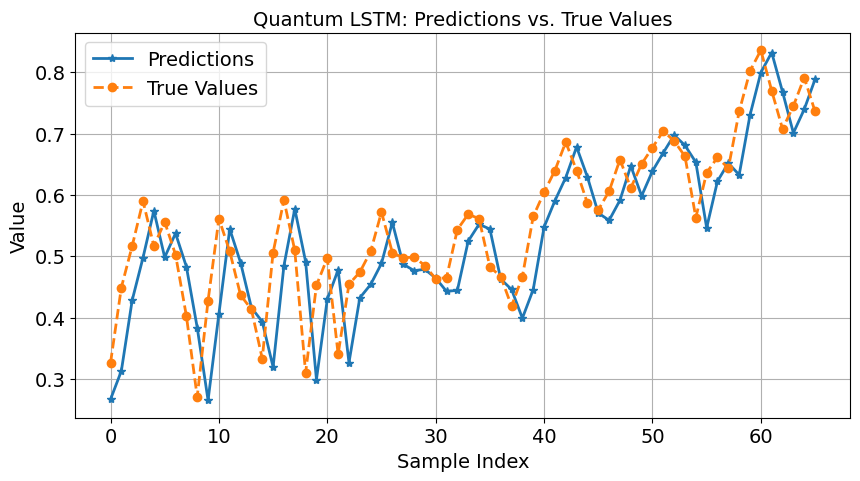 Quantum LSTM: Predictions vs. True Values
Predictions
True Values
Value
0.8
0.7
0.6
0.5
0.4
0.3
0 10 20 30 40 50 60
Sample Index